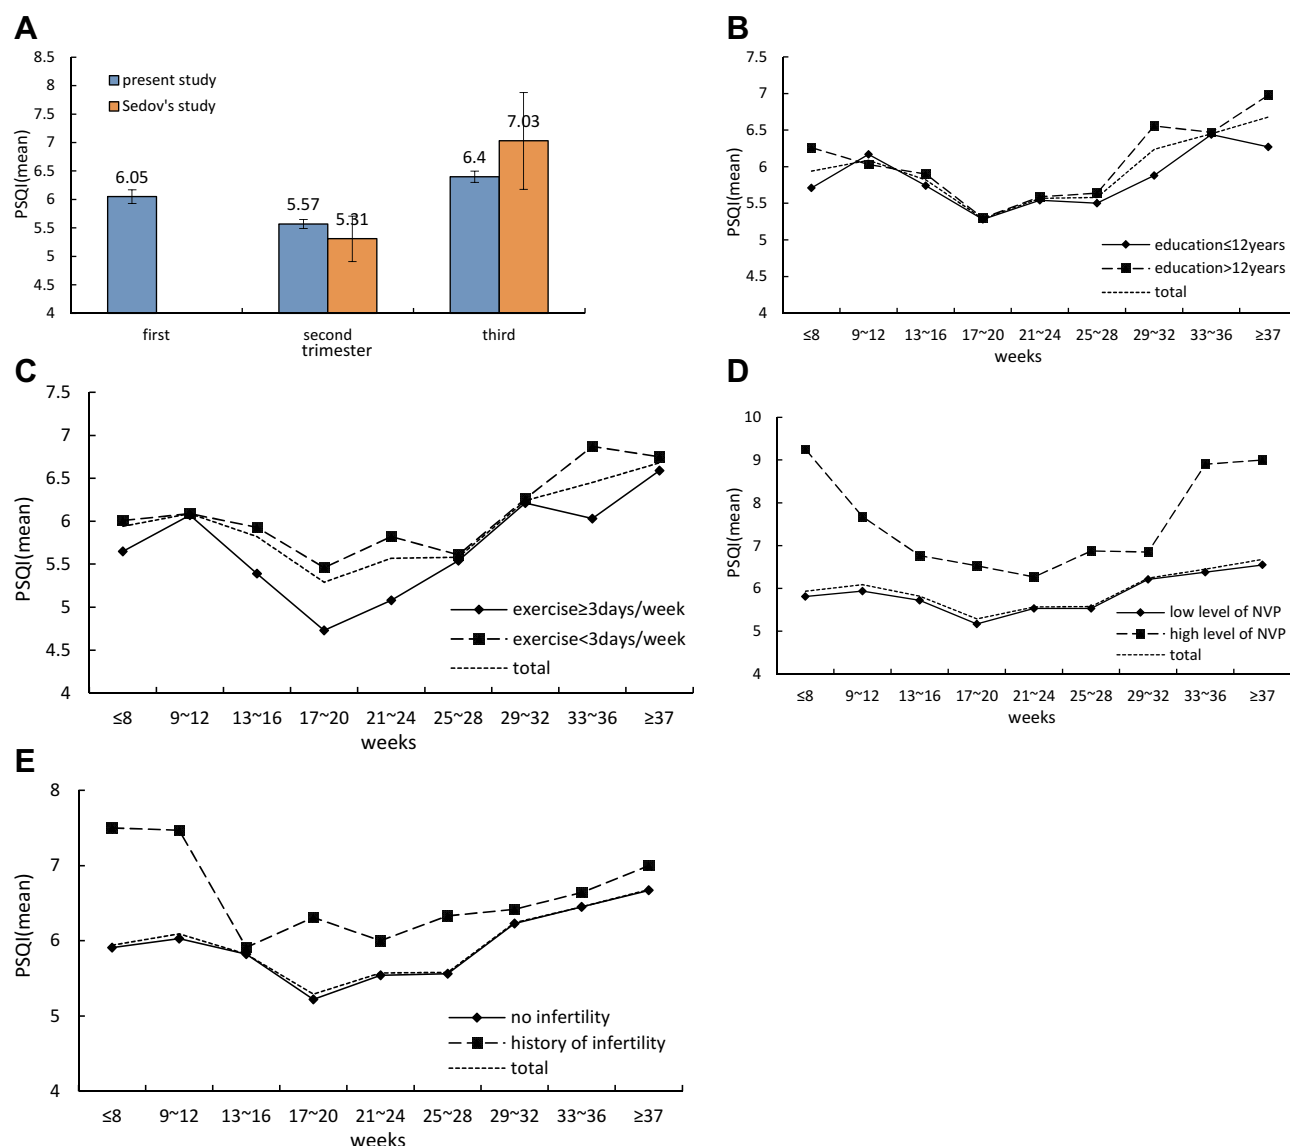 A
8.5
8
7.5
7
6.5
6
5.5
5
4.5
4
PSQI(mean)
present study
Sedov's study
6.05
5.57
5.31
6.4
7.03
first
second
third
trimester
B
7.5
7
6.5
6
5.5
5
4.5
4
PSQI(mean)
education≤12years
education>12years
total
≤8 9~12 13~16 17~20 21~24 25~28 29~32 33~36 ≥37
weeks
C
7.5
7
6.5
6
5.5
5
4.5
4
PSQI(mean)
exercise≥3days/week
exercise<3days/week
total
≤8 9~12 13~16 17~20 21~24 25~28 29~32 33~36 ≥37
weeks
D
10
9
8
7
6
5
4
PSQI(mean)
low level of NVP
high level of NVP
total
≤8 9~12 13~16 17~20 21~24 25~28 29~32 33~36 ≥37
weeks
E
8
7
6
5
4
PSQI(mean)
no infertility
history of infertility
total
≤8 9~12 13~16 17~20 21~24 25~28 29~32 33~36 ≥37
weeks